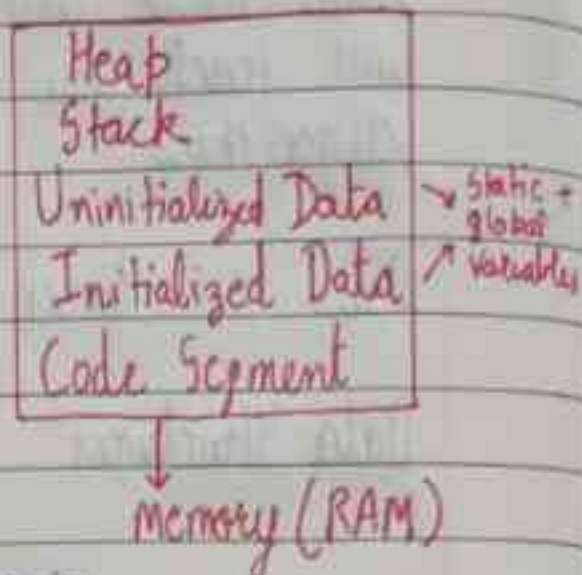 Heap
Stack
Uninitialized Data
Initialized Data
Code Segment
Static +
global
variables
Memory (RAM)